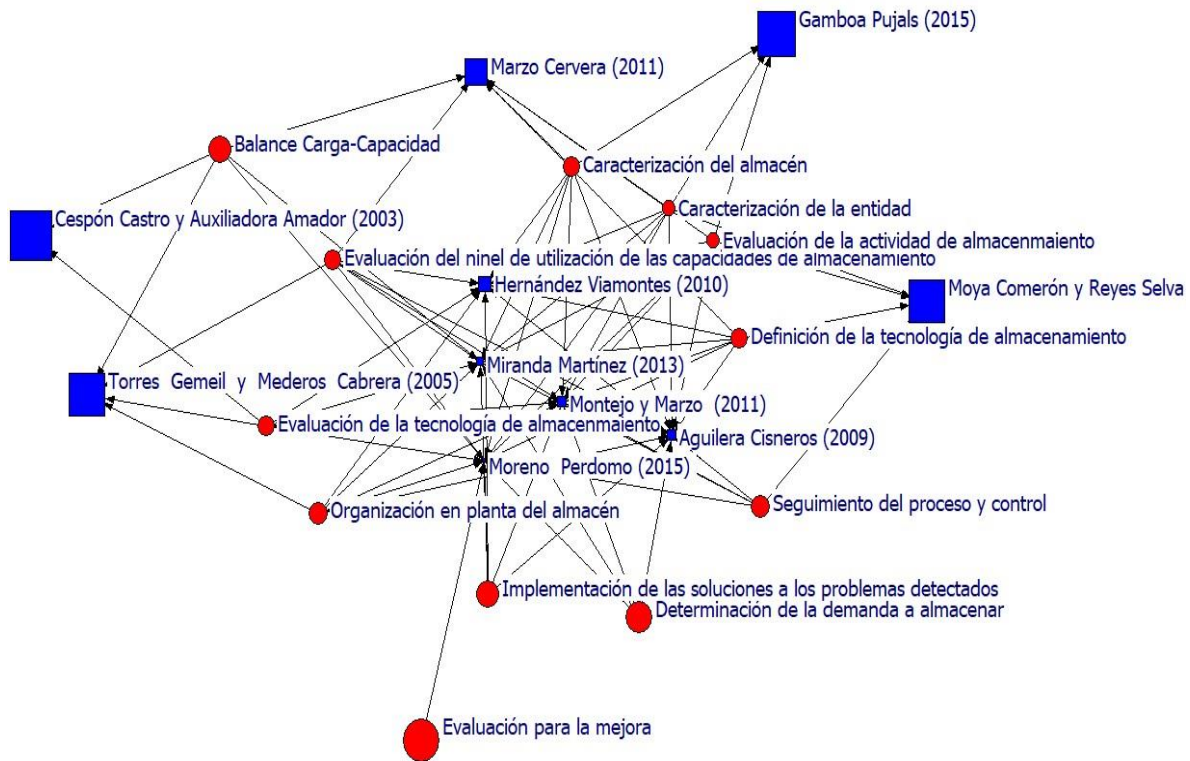 Gamboa Pujals (2015)
Marzo Cervera (2011)
Balance Carga-Capacidad
Caracterización del almacén
Caracterización de la entidad
Cespón Castro y Auxiliadora Amador (2003)
Evaluación de la actividad de almacenmaiento
Evaluación del ninel de utilización de las capacidades de almacenamiento
Hernández Viamontes (2010)
Moya Comerón y Reyes Selva
Definición de la tecnología de almacenamiento
Miranda Martínez (2013)
Torres Gemeil y Mederos Cabrera (2005)
Montejo y Marzo (2011)
Evaluación de la tecnología de almacenmaiento
Aguilera Cisneros (2009)
Moreno Perdomo (2015)
Organización en planta del almacén
Seguimiento del proceso y control
Implementación de las soluciones a los problemas detectados
Determinación de la demanda a almacenar
Evaluación para la mejora